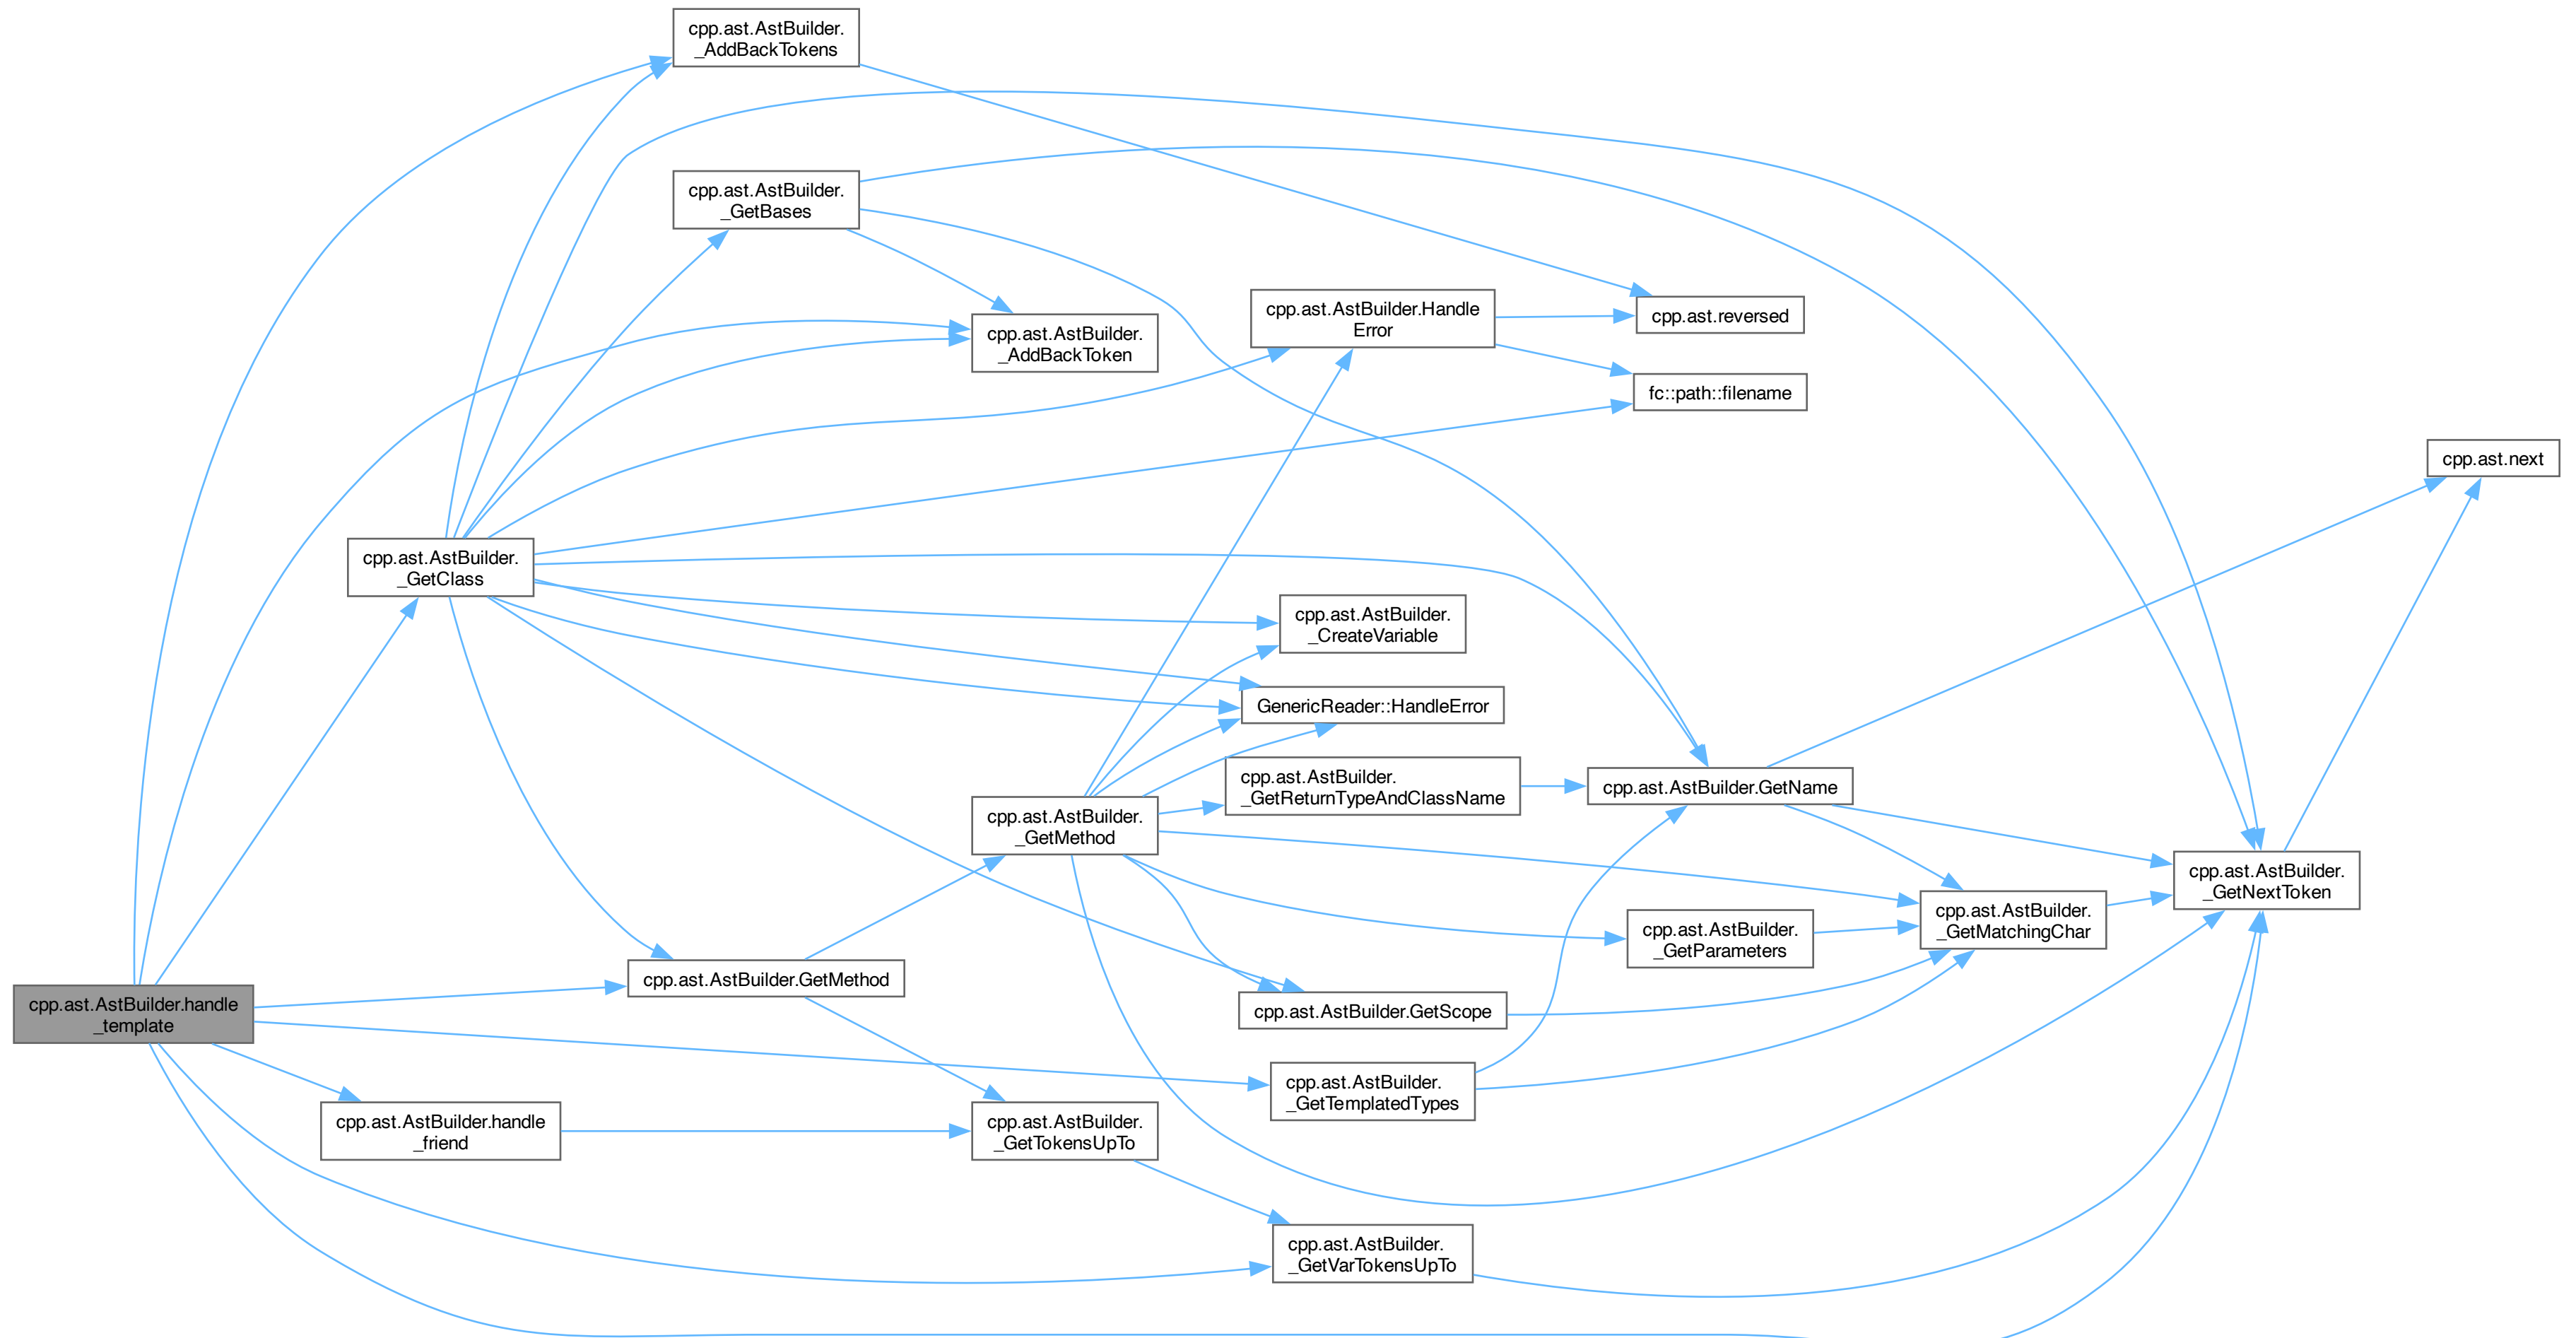 cpp.ast.AstBuilder.
_AddBackTokens
cpp.ast.AstBuilder.
_GetBases
cpp.ast.AstBuilder.Handle
Error
cpp.ast.reversed
cpp.ast.AstBuilder.
_AddBackToken
fc::path::filename
cpp.ast.next
cpp.ast.AstBuilder.
_GetClass
cpp.ast.AstBuilder.
_CreateVariable
GenericReader::HandleError
cpp.ast.AstBuilder.
_GetReturnTypeAndClassName
cpp.ast.AstBuilder.GetName
cpp.ast.AstBuilder.
_GetMethod
cpp.ast.AstBuilder.
_GetNextToken
cpp.ast.AstBuilder.
_GetMatchingChar
cpp.ast.AstBuilder.
_GetParameters
cpp.ast.AstBuilder.GetMethod
cpp.ast.AstBuilder.handle
_template
cpp.ast.AstBuilder.GetScope
cpp.ast.AstBuilder.
_GetTemplatedTypes
cpp.ast.AstBuilder.handle
_friend
cpp.ast.AstBuilder.
_GetTokensUpTo
cpp.ast.AstBuilder.
_GetVarTokensUpTo